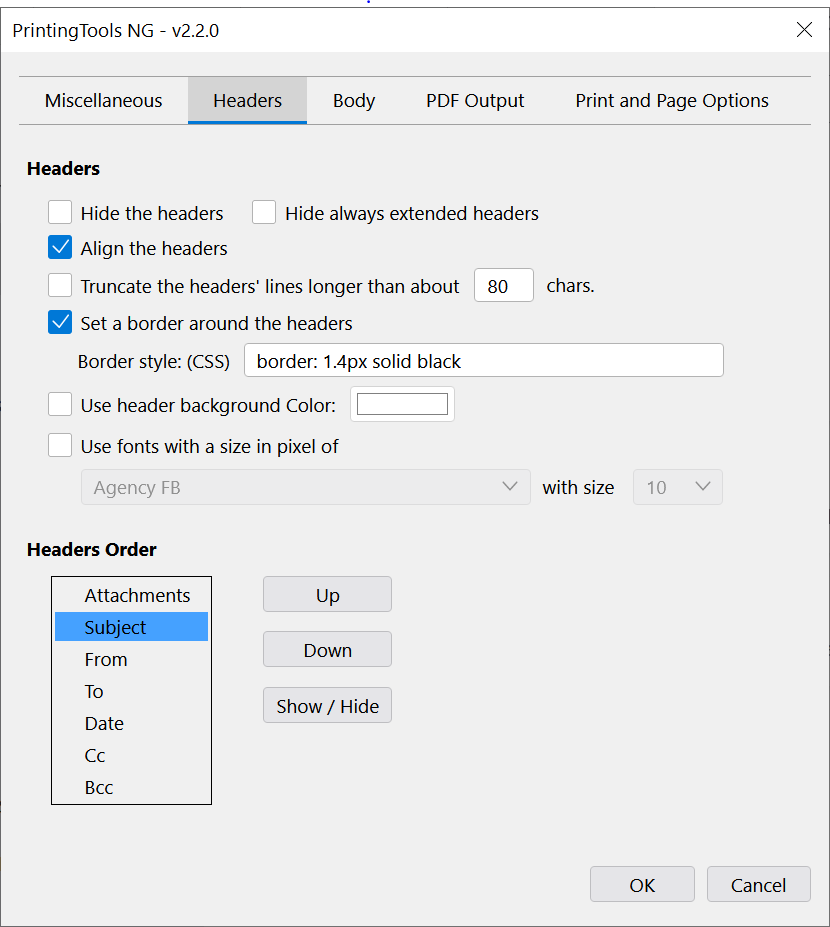 PrintingTools NG - v2.2.0
Miscellaneous Headers Body PDF Output Print and Page Options
Headers
Hide the headers Hide always extended headers
Align the headers
Truncate the headers' lines longer than about 80 chars.
Set a border around the headers
Border style: (CSS) border: 1.4px solid black
Use header background Color:
Use fonts with a size in pixel of
Agency FB with size 10
Headers Order
Attachments Up
Subject
From Down
To
Date Show / Hide
Cc
Bcc
OK Cancel